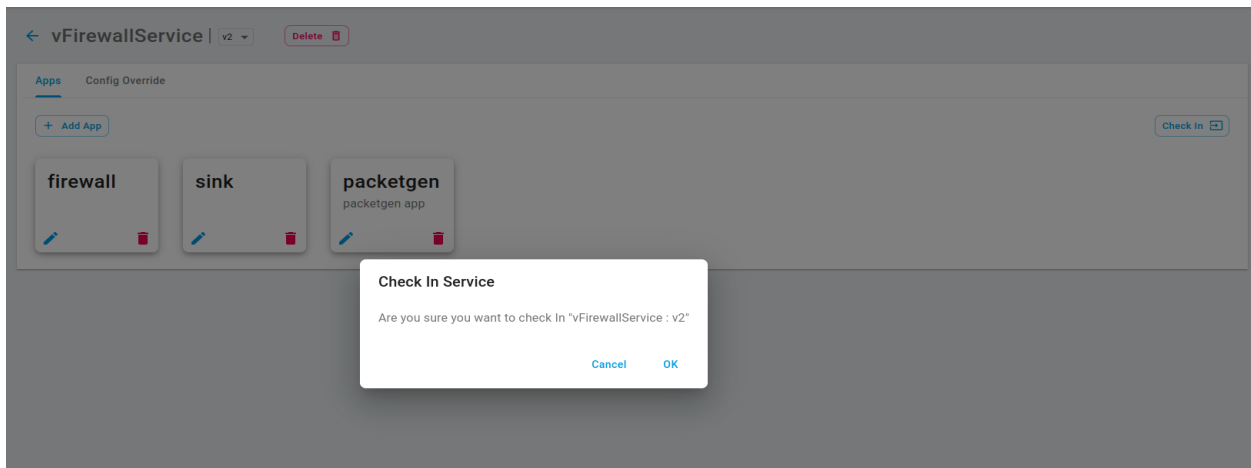 vFirewallService | v2
Delete
Apps
Config Override
+ Add App
Check In
firewall
sink
packetgen
packetgen app
Check In Service
Are you sure you want to check In "vFirewallService : v2"
Cancel
OK